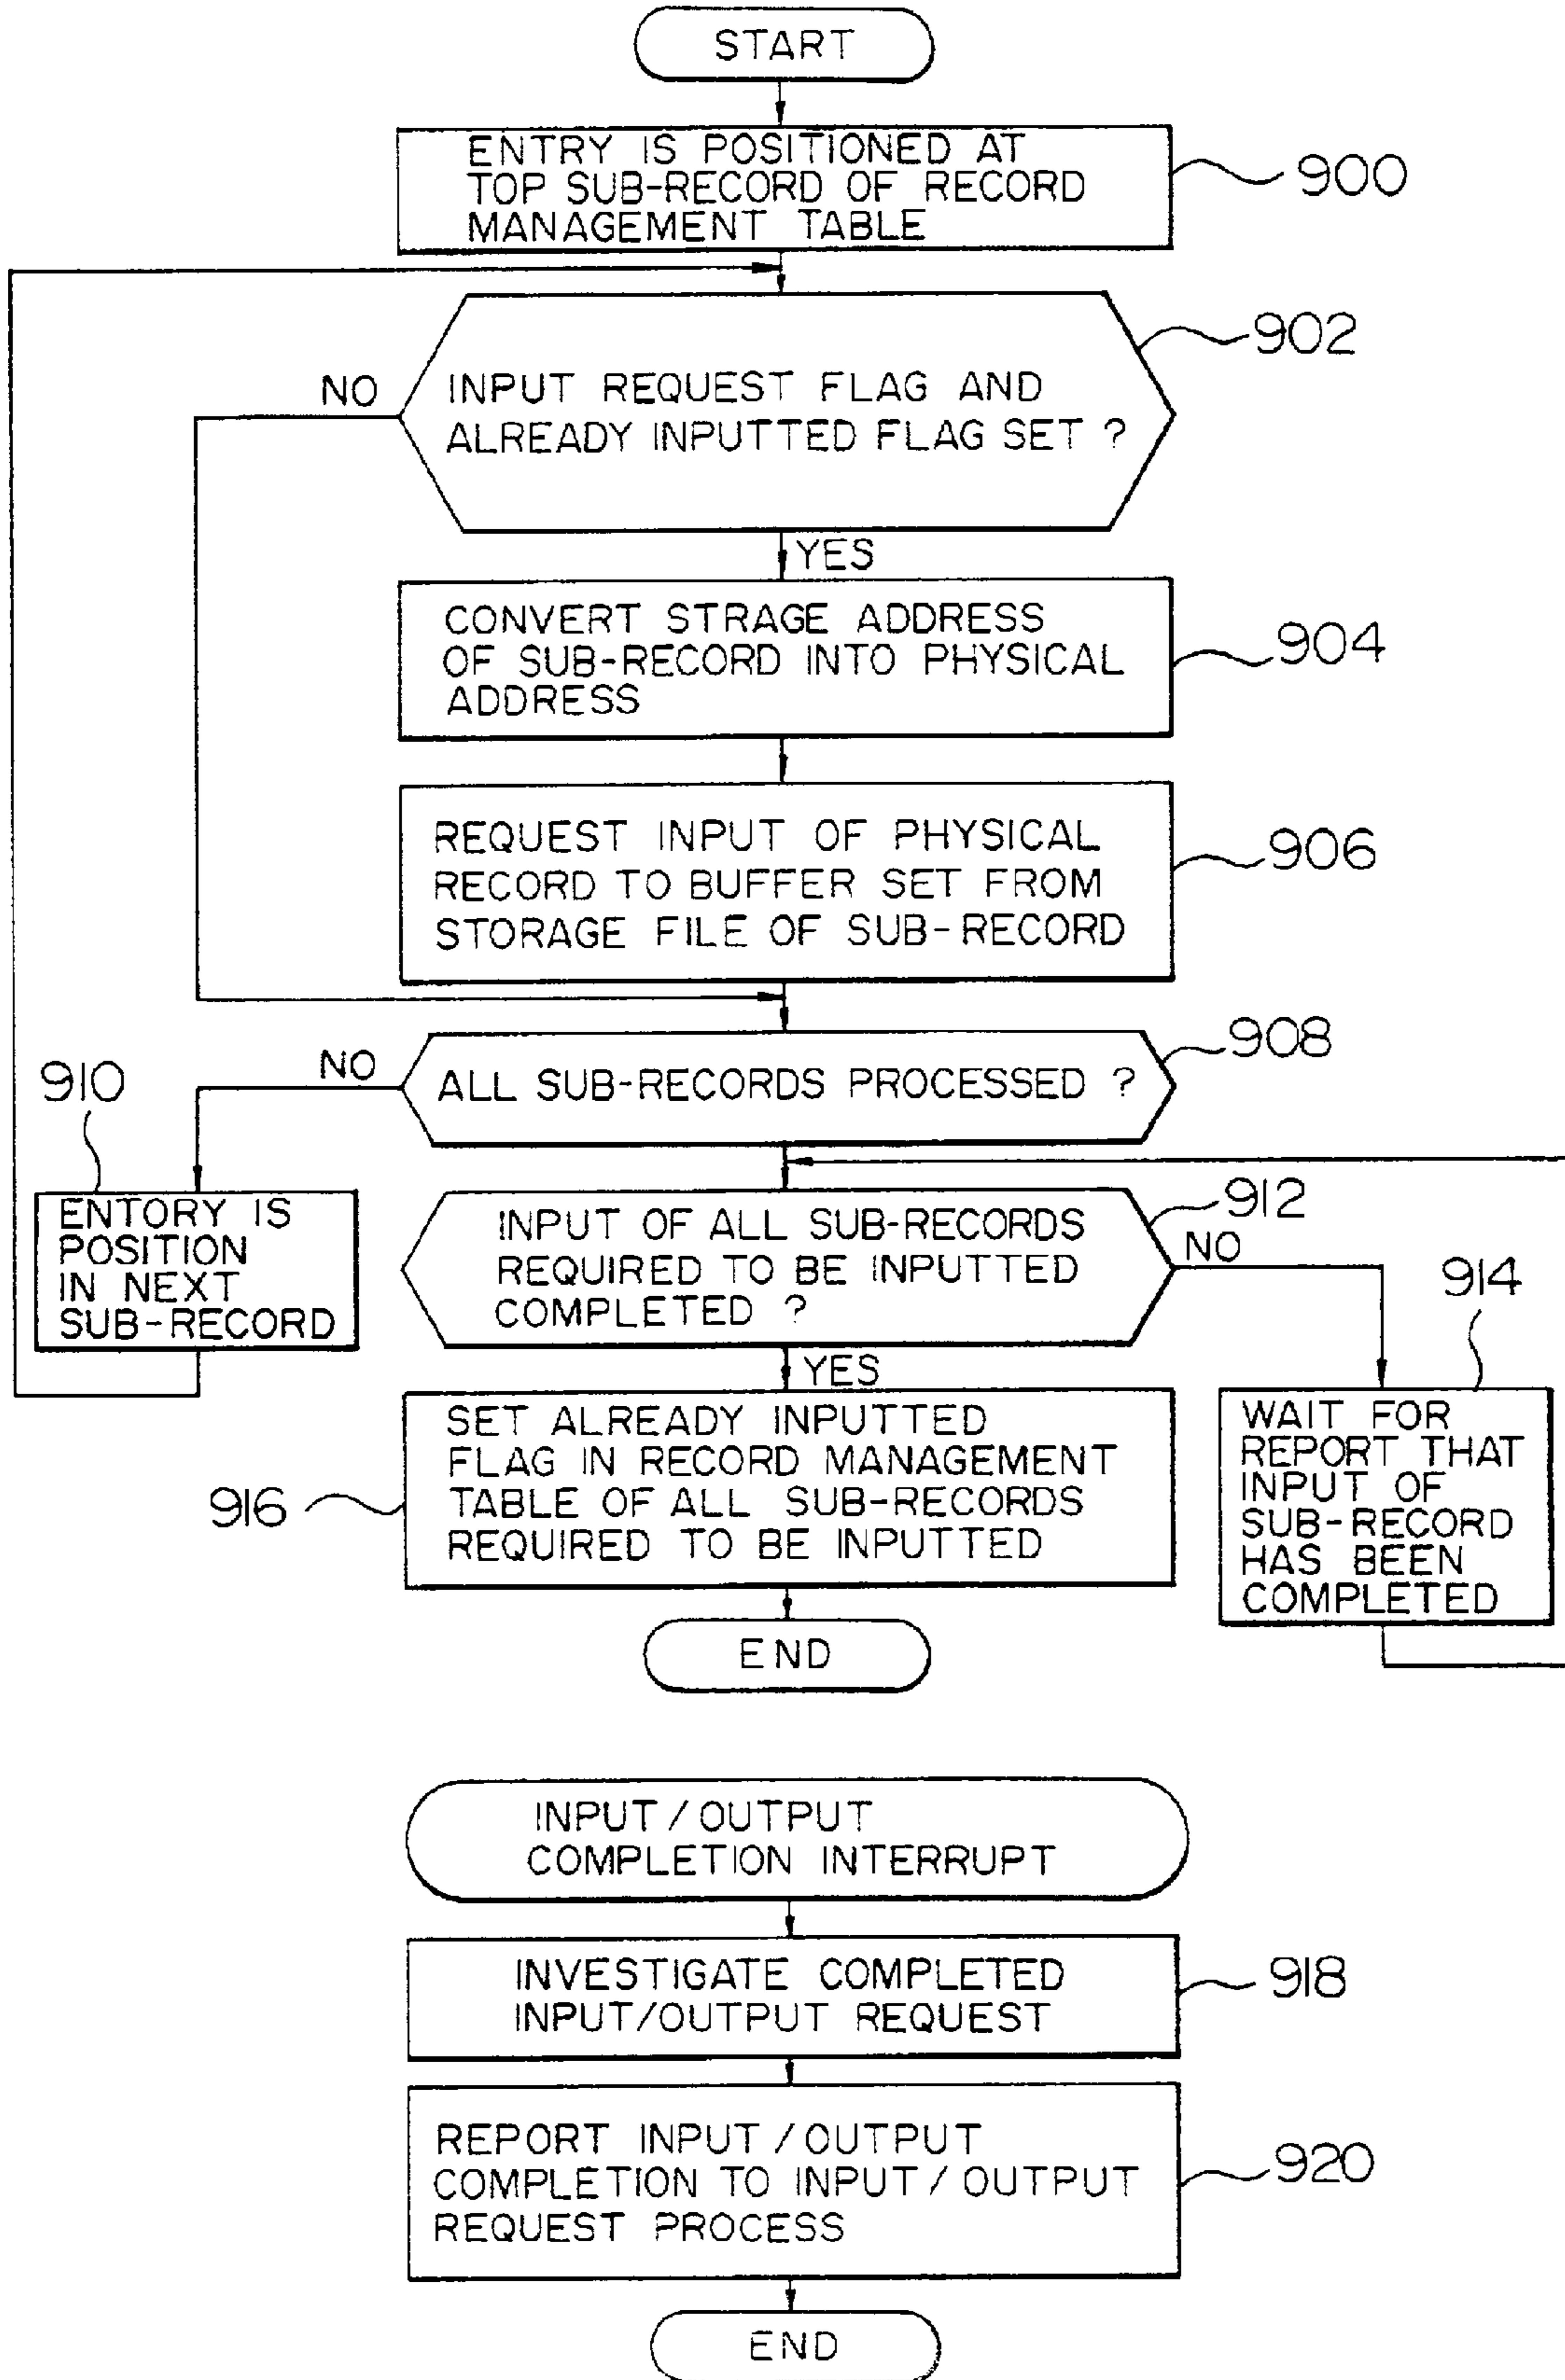 START
ENTRY IS POSITIONED AT
TOP SUB-RECORD OF RECORD
MANAGEMENT TABLE
900
902
NO
INPUT REQUEST FLAG AND
ALREADY INPUTTED FLAG SET ?
YES
CONVERT STRAGE ADDRESS
OF SUB-RECORD INTO PHYSICAL
ADDRESS
904
REQUEST INPUT OF PHYSICAL
RECORD TO BUFFER SET FROM
STORAGE FILE OF SUB-RECORD
906
908
NO
ALL SUB-RECORDS PROCESSED ?
910
ENTORY IS
POSITION
IN NEXT
SUB-RECORD
912
INPUT OF ALL SUB-RECORDS
REQUIRED TO BE INPUTTED
COMPLETED ?
NO
914
YES
SET ALREADY INPUTTED
FLAG IN RECORD MANAGEMENT
TABLE OF ALL SUB-RECORDS
REQUIRED TO BE INPUTTED
916
WAIT FOR
REPORT THAT
INPUT OF
SUB-RECORD
HAS BEEN
COMPLETED
END
INPUT/OUTPUT
COMPLETION INTERRUPT
INVESTIGATE COMPLETED
INPUT/OUTPUT REQUEST
918
REPORT INPUT/OUTPUT
COMPLETION TO INPUT/OUTPUT
REQUEST PROCESS
920
END